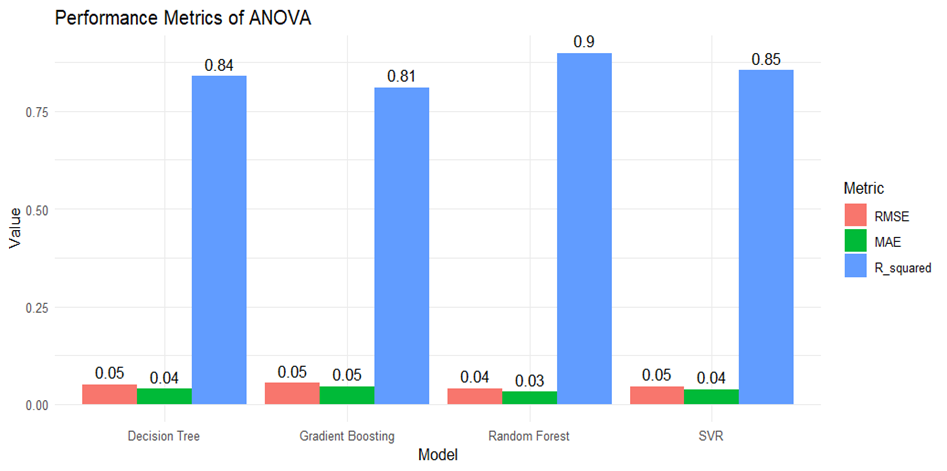 Performance Metrics of ANOVA
0.9
0.84
0.85
0.81
0.75
Metric
RMSE
MAE
R_squared
Value
0.50
0.25
0.05
0.04
0.05
0.05
0.04
0.03
0.05
0.04
0.00
Decision Tree
Gradient Boosting
Random Forest
SVR
Model